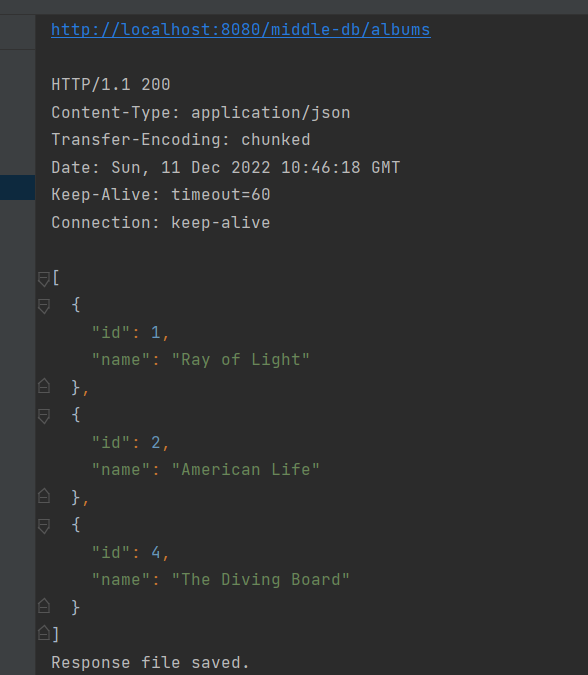 http://localhost:8080/middle-db/albums
HTTP/1.1 200
Content-Type: application/json
Transfer-Encoding: chunked
Date: Sun, 11 Dec 2022 10:46:18 GMT
Keep-Alive: timeout=60
Connection: keep-alive
[
  {
    "id": 1,
    "name": "Ray of Light"
  },
  {
    "id": 2,
    "name": "American Life"
  },
  {
    "id": 4,
    "name": "The Diving Board"
  }
]
Response file saved.